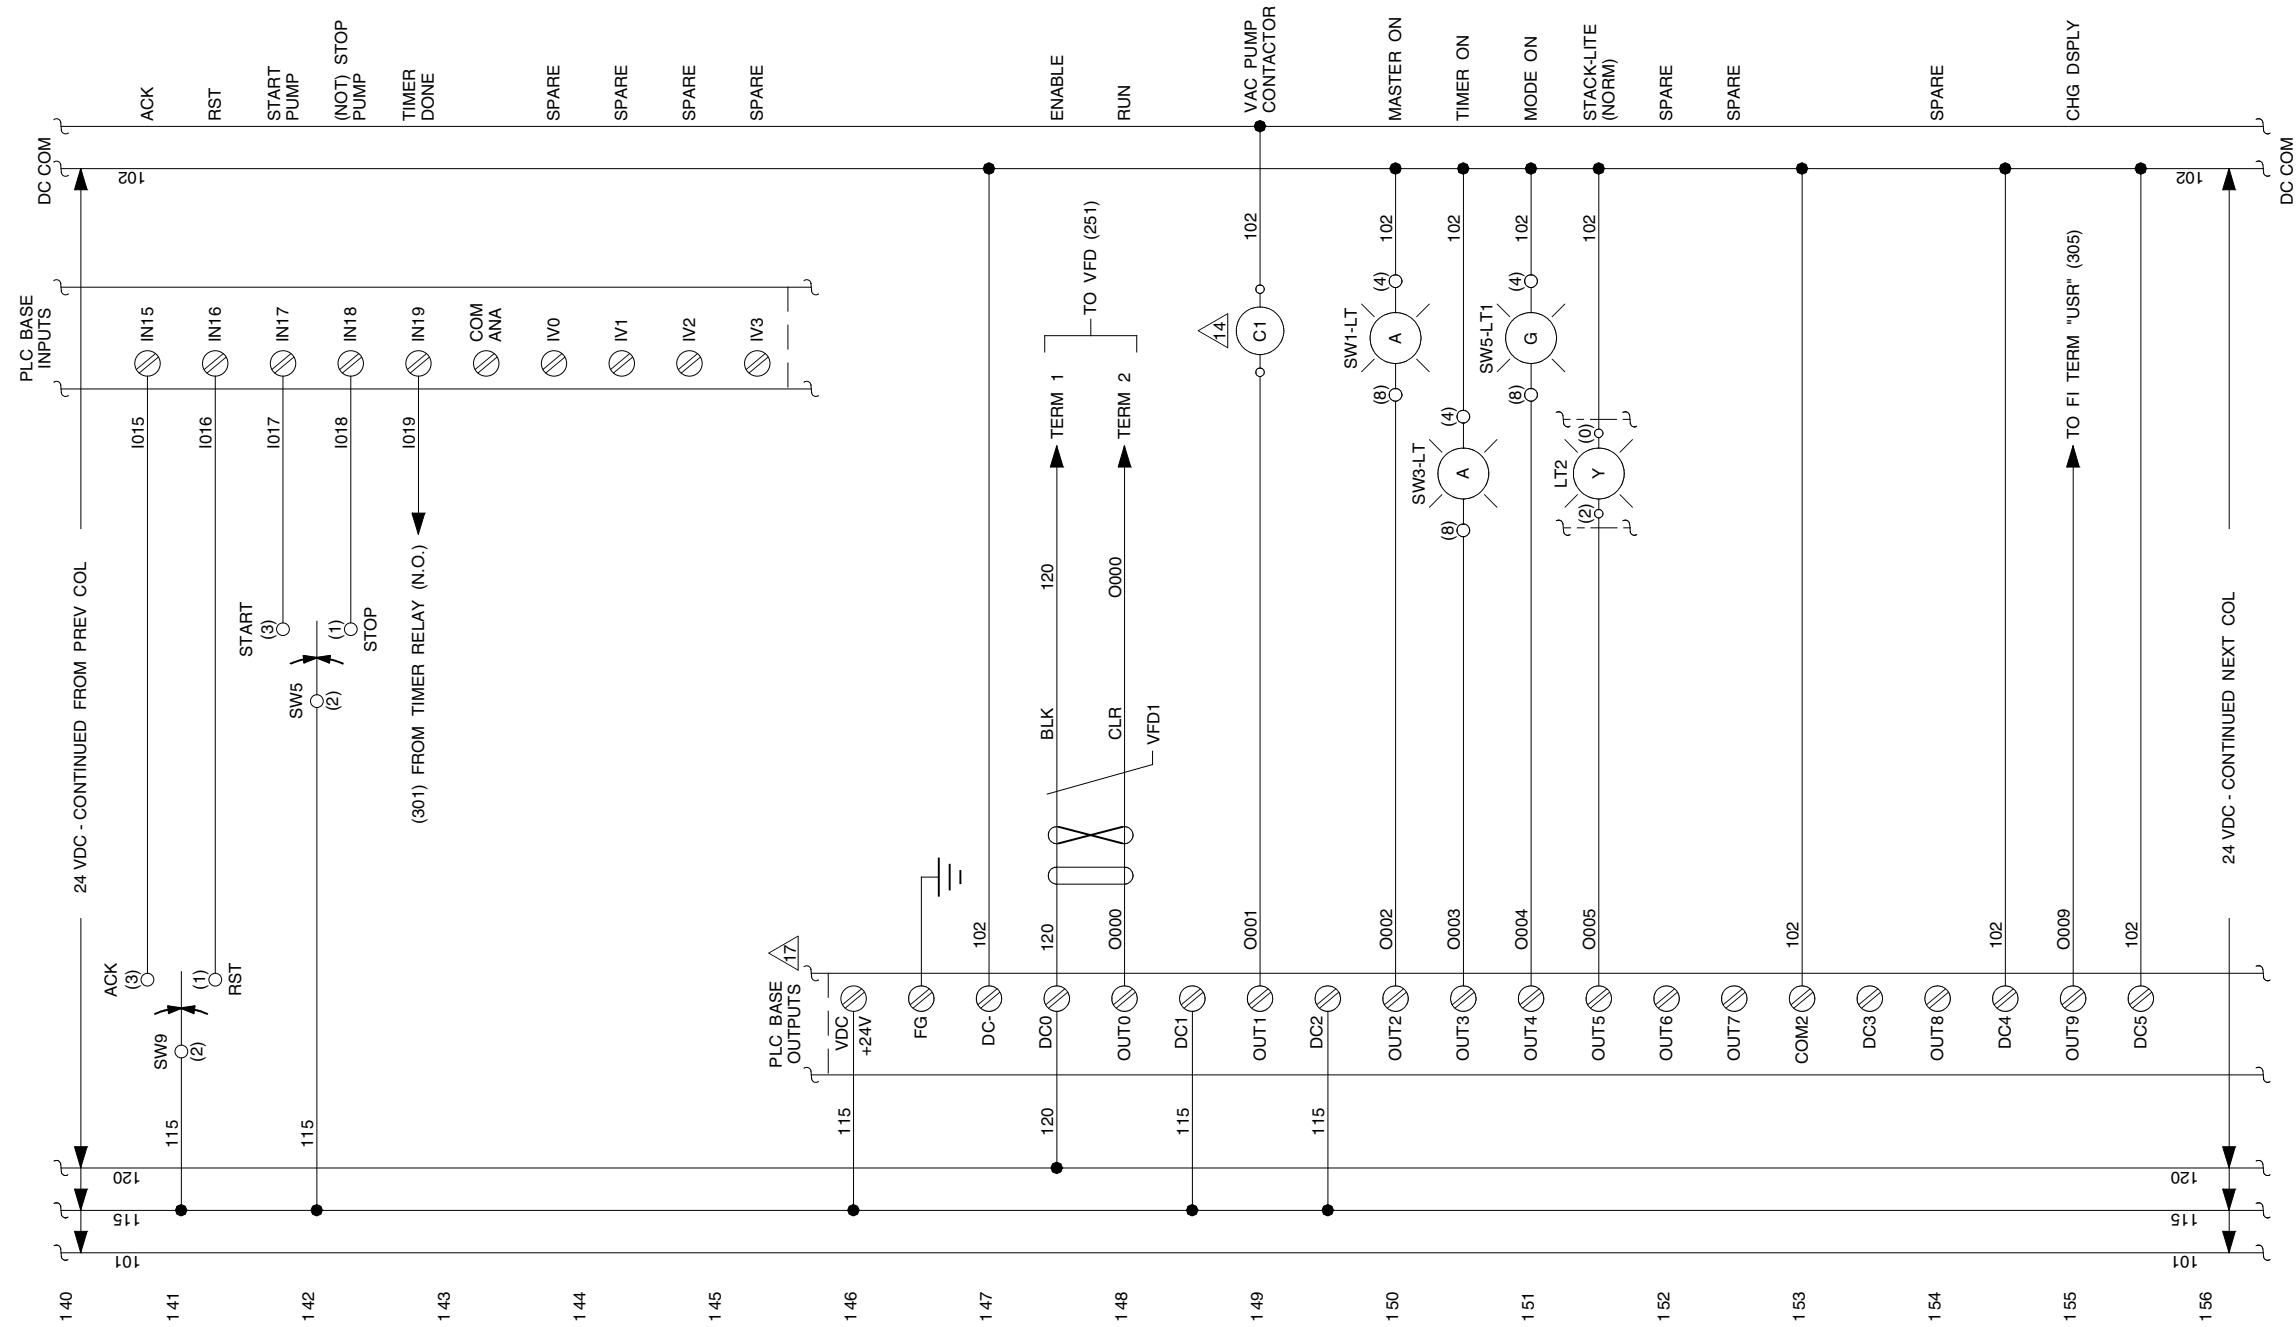 DC COM
102
24 VDC - CONTINUED FROM PREV COL
120
115
101
140
PLC BASE
INPUTS
ACK
IN15
I015
ACK
(3)
SW9
(2)
115
141
RST
IN16
I016
(1)
RST
START
PUMP
IN17
I017
START
(3)
SW5
(2)
115
142
(NOT) STOP
PUMP
IN18
I018
(1)
STOP
TIMER
DONE
IN19
I019
(301) FROM TIMER RELAY (N.O.)
143
COM
ANA
SPARE
IV0
144
SPARE
IV1
SPARE
IV2
145
SPARE
IV3
17
PLC BASE
OUTPUTS
VDC
+24V
115
146
FG
102
DC-
147
ENABLE
TO VFD (251)
TERM 1
120
BLK
120
DC0
120
RUN
TERM 2
O000
CLR
VFD1
O000
OUT0
148
DC1
115
VAC PUMP
CONTACTOR
102
14
C1
O001
OUT1
149
DC2
115
MASTER ON
102
(4)
SW1-LT
A
(8)
O002
OUT2
150
TIMER ON
102
(4)
SW3-LT
A
(8)
O003
OUT3
MODE ON
102
(4)
SW5-LT1
G
(8)
O004
OUT4
151
STACK-LITE
(NORM)
102
(0)
LT2
Y
(2)
O005
OUT5
SPARE
OUT6
152
SPARE
OUT7
102
COM2
153
DC3
SPARE
OUT8
154
102
DC4
CHG DSPLY
TO FI TERM "USR" (305)
O009
OUT9
155
102
DC5
DC COM
102
24 VDC - CONTINUED NEXT COL
120
115
101
156